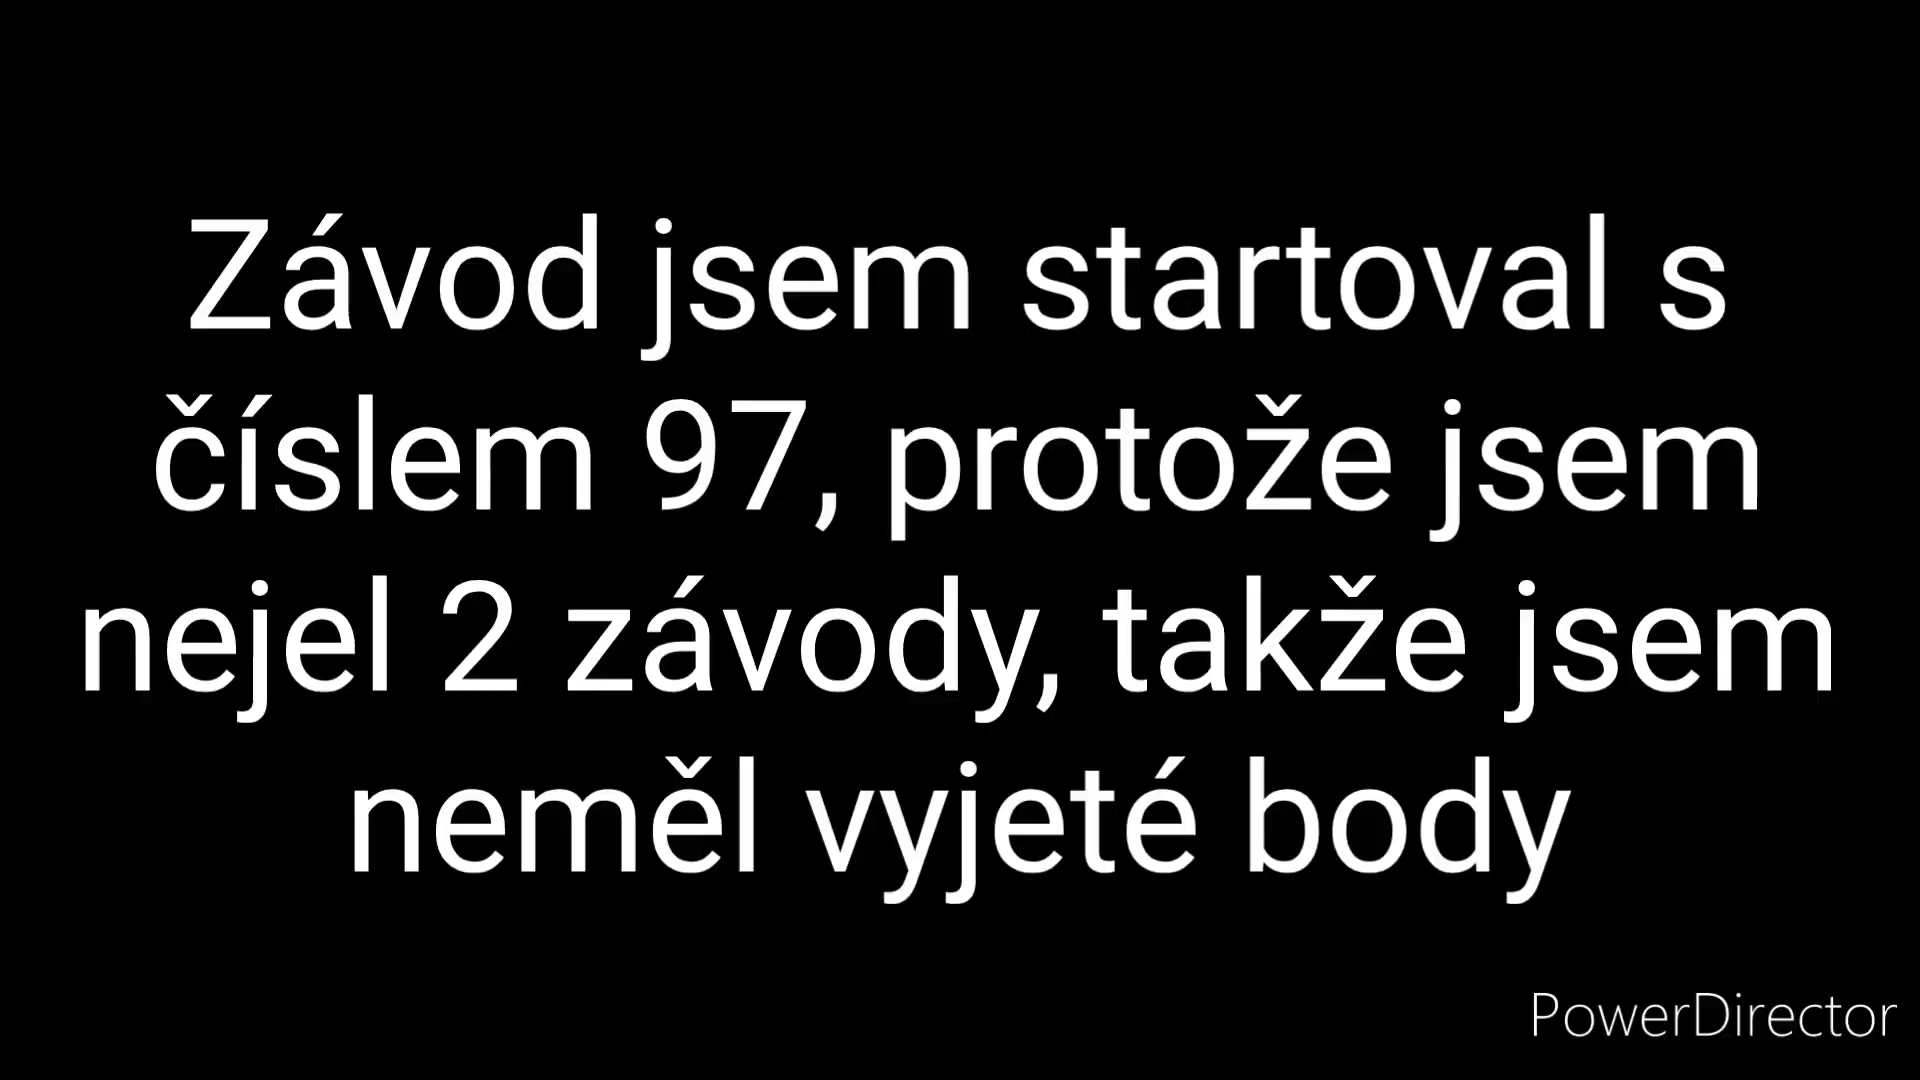 Závod jsem startoval s
číslem 97, protože jsem
nejel 2 závody, takže jsem
neměl vyjeté body
PowerDirector